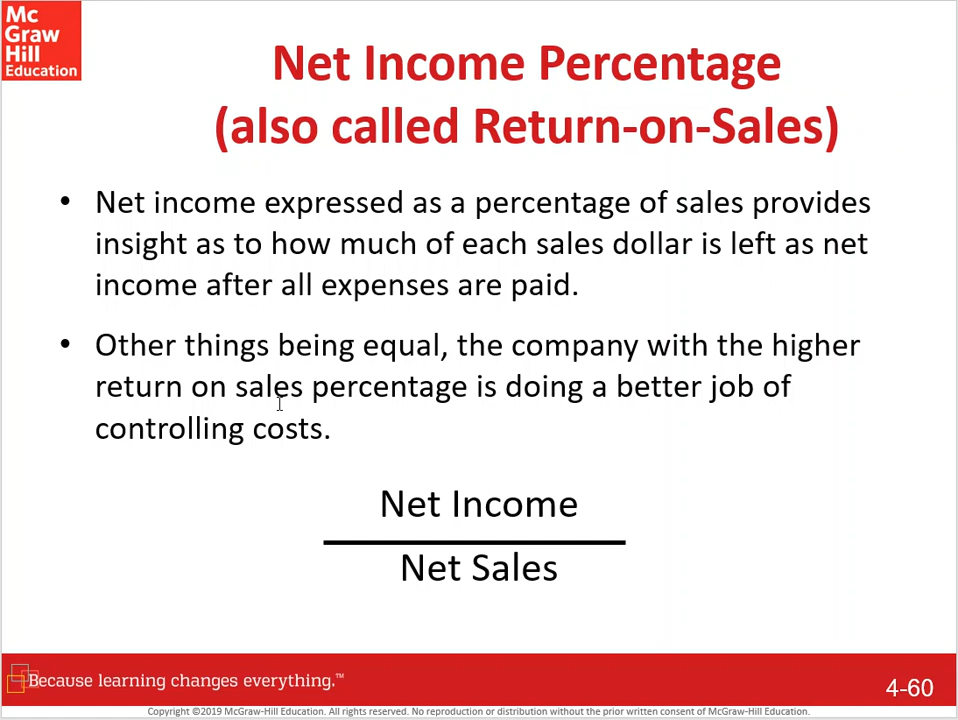 Mc
Graw
Hill
Education
Net Income Percentage
(also called Return-on-Sales)
• Net income expressed as a percentage of sales provides
insight as to how much of each sales dollar is left as net
income after all expenses are paid.
• Other things being equal, the company with the higher
return on sales percentage is doing a better job of
controlling costs.
Net Income
Net Sales
Because learning changes everything.™
4-60
Copyright ©2019 McGraw-Hill Education. All rights reserved. No reproduction or distribution without the prior written consent of McGraw-Hill Education.